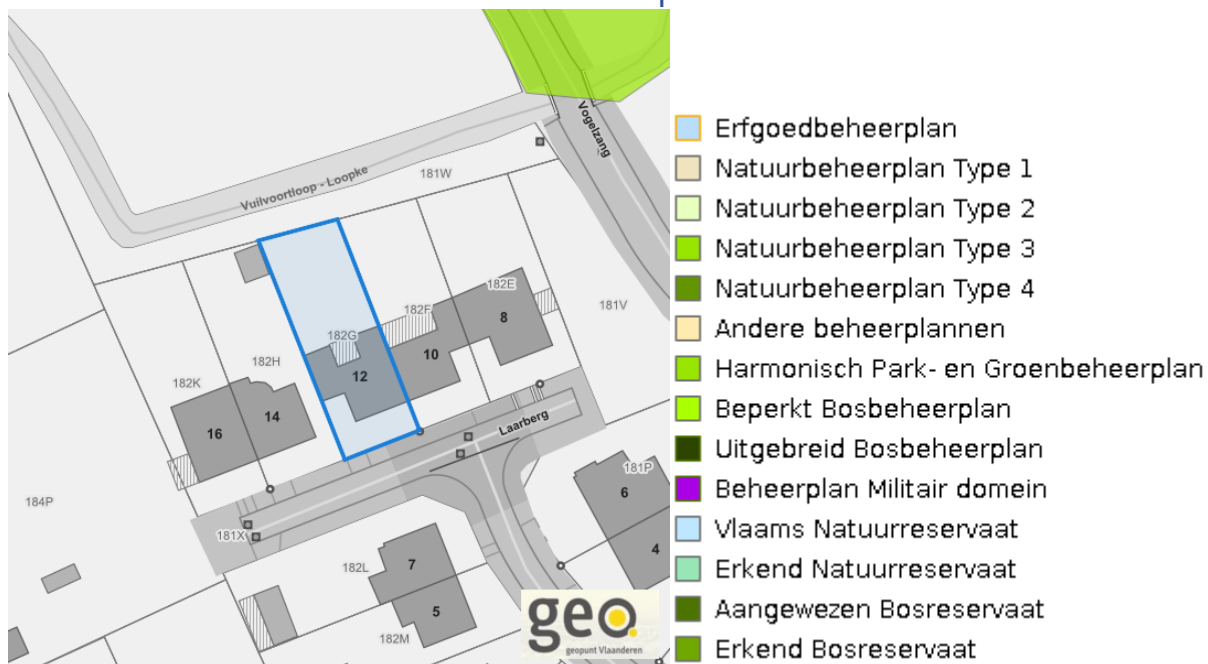 Vogelzang
181W
Vuilvoortloop - Loopke
182E
181V
182F
8
182G
10
182H
12
182K
Laarberg
14
16
181P
6
184P
181X
4
7
182L
5
182M
geo.
geopunt Vlaanderen
Erfgoedbeheerplan
Natuurbeheerplan Type 1
Natuurbeheerplan Type 2
Natuurbeheerplan Type 3
Natuurbeheerplan Type 4
Andere beheerplannen
Harmonisch Park- en Groenbeheerplan
Beperkt Bosbeheerplan
Uitgebreid Bosbeheerplan
Beheerplan Militair domein
Vlaams Natuurreservaat
Erkend Natuurreservaat
Aangewezen Bosreservaat
Erkend Bosreservaat